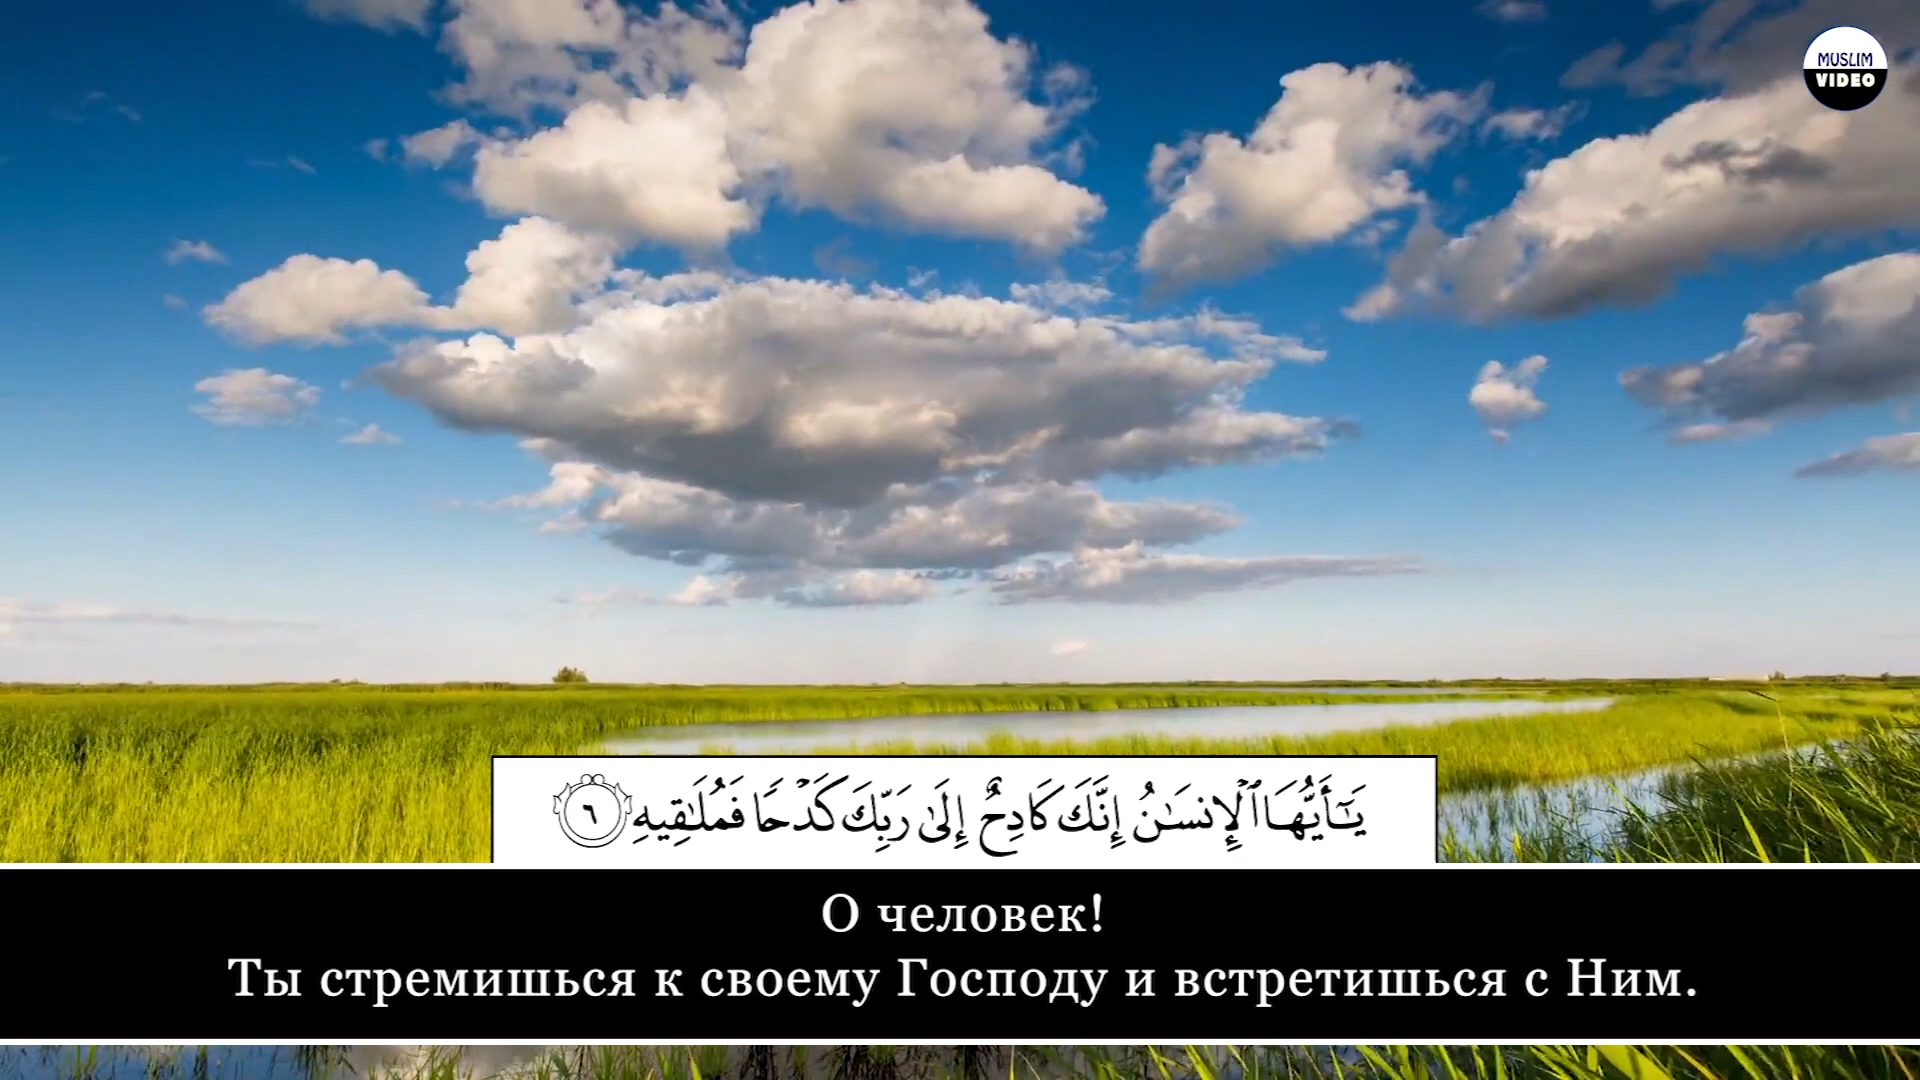 MUSLIM
VIDEO
يَـٰٓأَيُّهَا ٱلْإِنسَـٰنُ إِنَّكَ كَادِحٌ إِلَىٰ رَبِّكَ كَدْحًا فَمُلَـٰقِيهِ ٦
О человек!
Ты стремишься к своему Господу и встретишься с Ним.